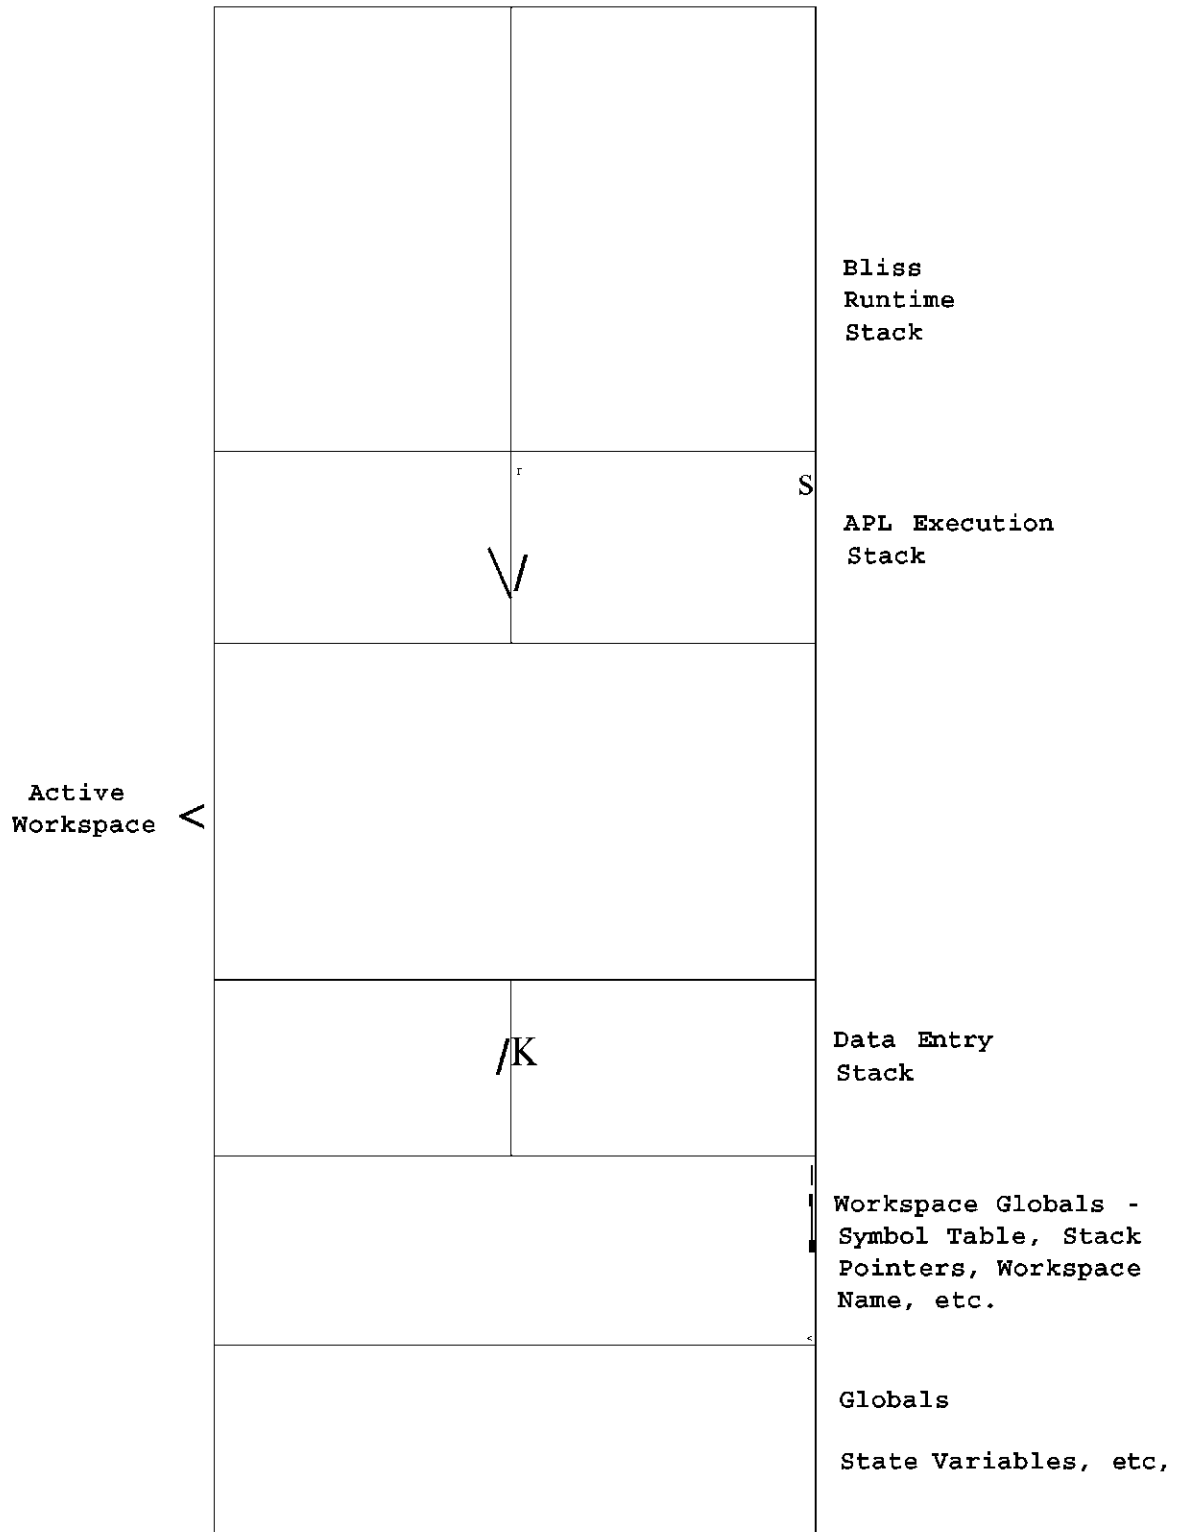 Bliss
Runtime
Stack
r
S
APL Execution
Stack
\/
Active
Workspace <
/K
Data Entry
Stack
Workspace Globals -
Symbol Table, Stack
Pointers, Workspace
Name, etc.
<
Globals
State Variables, etc,